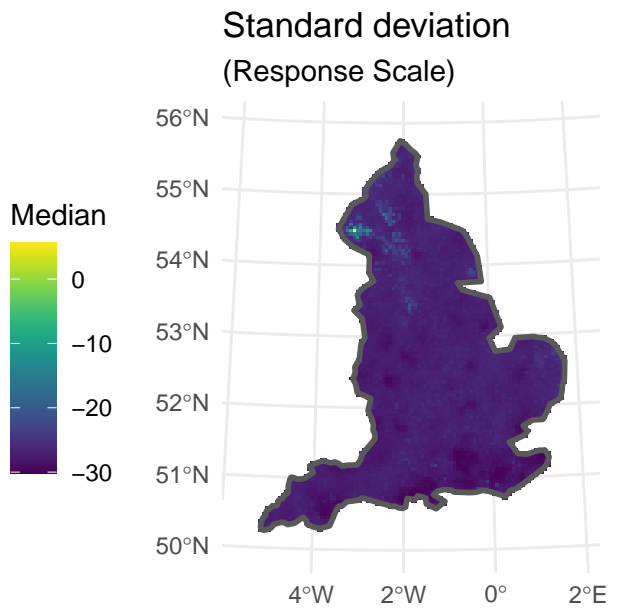 Standard deviation
(Response Scale)
56°N
55°N
54°N
53°N
52°N
51°N
50°N
Median
0
−10
−20
−30
4°W 2°W 0° 2°E